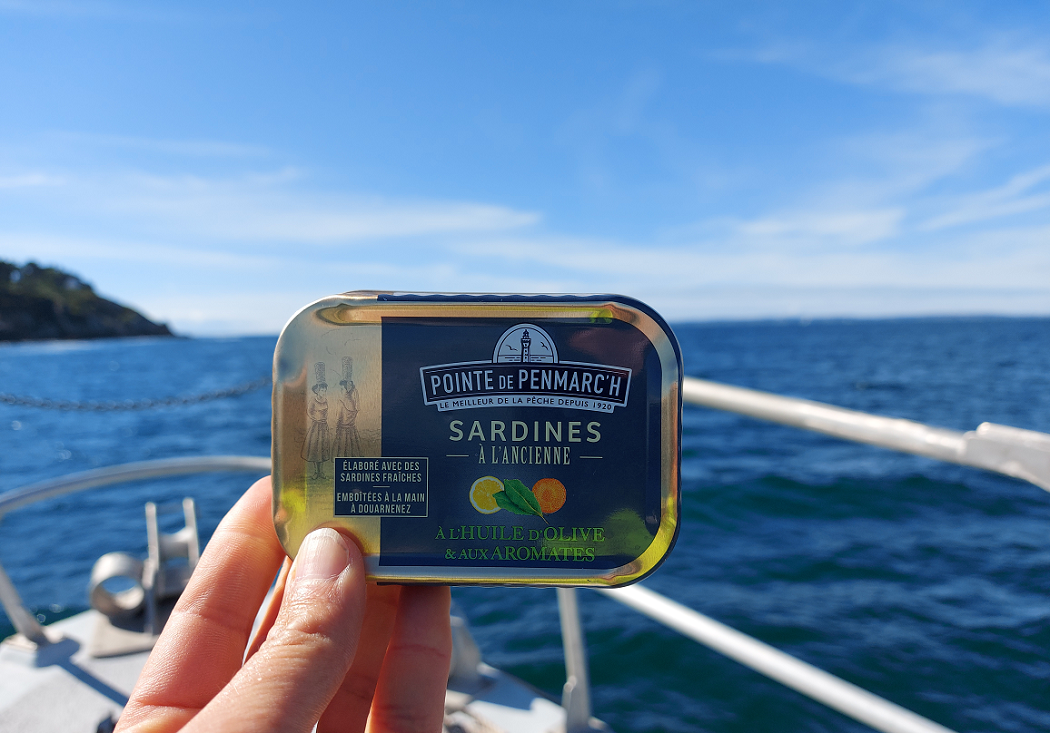 POINTE DE PENMARC'H
LE MEILLEUR DE LA PÊCHE DEPUIS 1920
SARDINES
À L'ANCIENNE
ÉLABORÉ AVEC DES
SARDINES FRAÎCHES
EMBOÎTÉES À LA MAIN
À DOUARNENEZ
À L'HUILE D'OLIVE
& AUX AROMATES